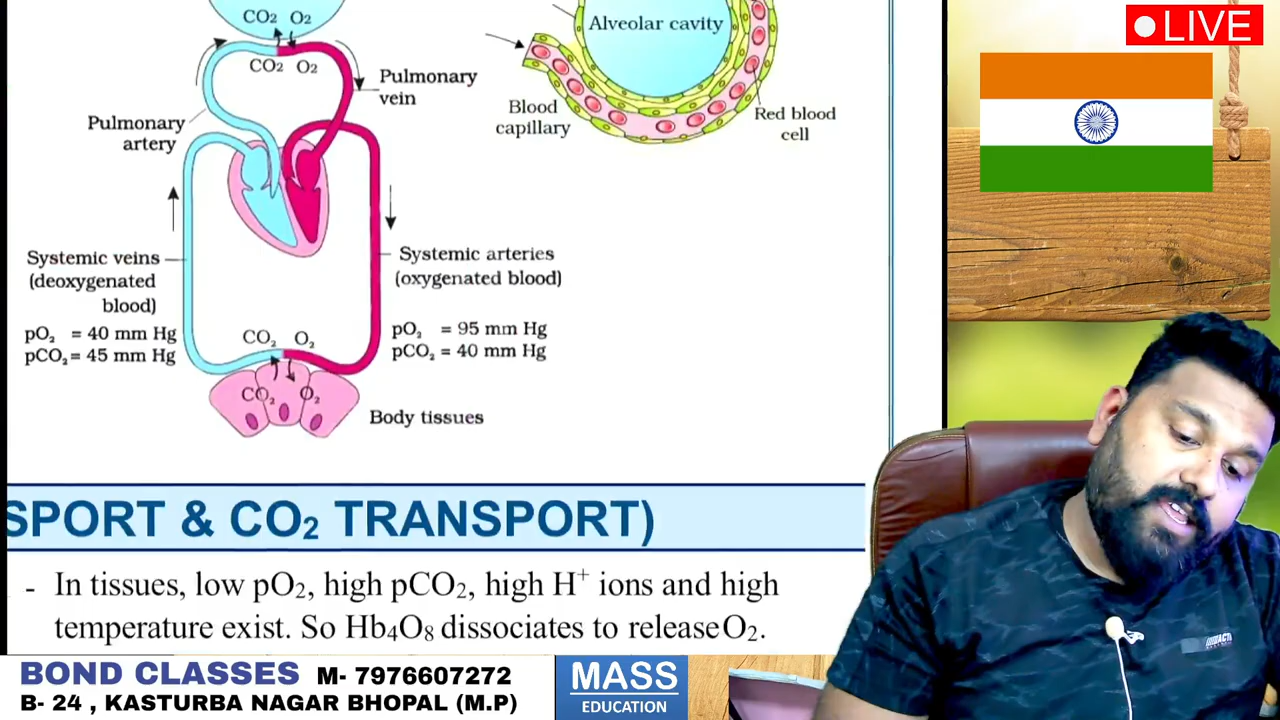 CO2 O2
CO2 O2
Pulmonary
vein
Pulmonary
artery
Systemic veins
(deoxygenated
blood)
pO2 = 40 mm Hg
pCO2= 45 mm Hg
Systemic arteries
(oxygenated blood)
pO2 = 95 mm Hg
pCO2 = 40 mm Hg
CO2 O2
CO2 O2
Body tissues
Alveolar cavity
Blood
capillary
Red blood
cell
LIVE
SPORT & CO2 TRANSPORT)
- In tissues, low pO2, high pCO2, high H+ ions and high
temperature exist. So Hb4O8 dissociates to release O2.
BOND CLASSES M- 7976607272
B- 24 , KASTURBA NAGAR BHOPAL (M.P)
MASS
EDUCATION